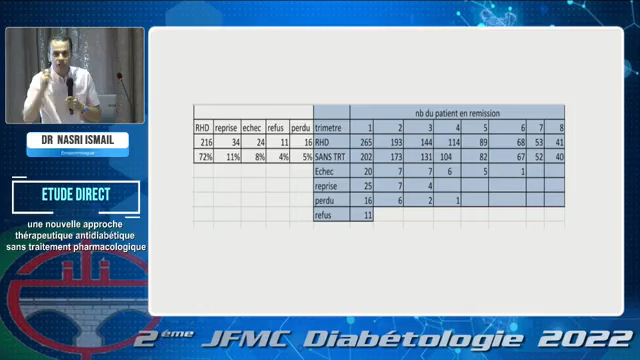 DR NASRI ISMAIL
ETUDE DIRECT
une nouvelle approche
thérapeutique antidiabétique
sans traitement pharmacologique
nb du patient en remission
RHD reprise echec refus perdu trimetre 1 2 3 4 5 6 7 8
216 34 24 11 16 RHD 265 193 144 114 89 68 53 41
72% 11% 8% 4% 5% SANS TRT 202 173 131 104 82 67 52 40
Echec 20 7 7 6 5 1
reprise 25 7 4
perdu 16 6 2 1
refus 11
2ème JFMC Diabétologie 2022